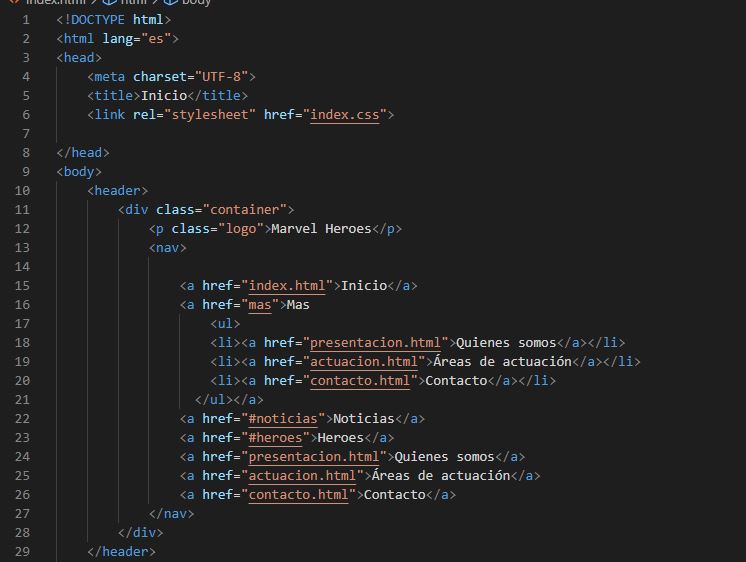 index.html > html > body
1 <!DOCTYPE html>
2 <html lang="es">
3 <head>
4 <meta charset="UTF-8">
5 <title>Inicio</title>
6 <link rel="stylesheet" href="index.css">
7
8 </head>
9 <body>
10 <header>
11 <div class="container">
12 <p class="logo">Marvel Heroes</p>
13 <nav>
14
15 <a href="index.html">Inicio</a>
16 <a href="mas">Mas
17 <ul>
18 <li><a href="presentacion.html">Quienes somos</a></li>
19 <li><a href="actuacion.html">Áreas de actuación</a></li>
20 <li><a href="contacto.html">Contacto</a></li>
21 </ul></a>
22 <a href="#noticias">Noticias</a>
23 <a href="#heroes">Heroes</a>
24 <a href="presentacion.html">Quienes somos</a>
25 <a href="actuacion.html">Áreas de actuación</a>
26 <a href="contacto.html">Contacto</a>
27 </nav>
28 </div>
29 </header>